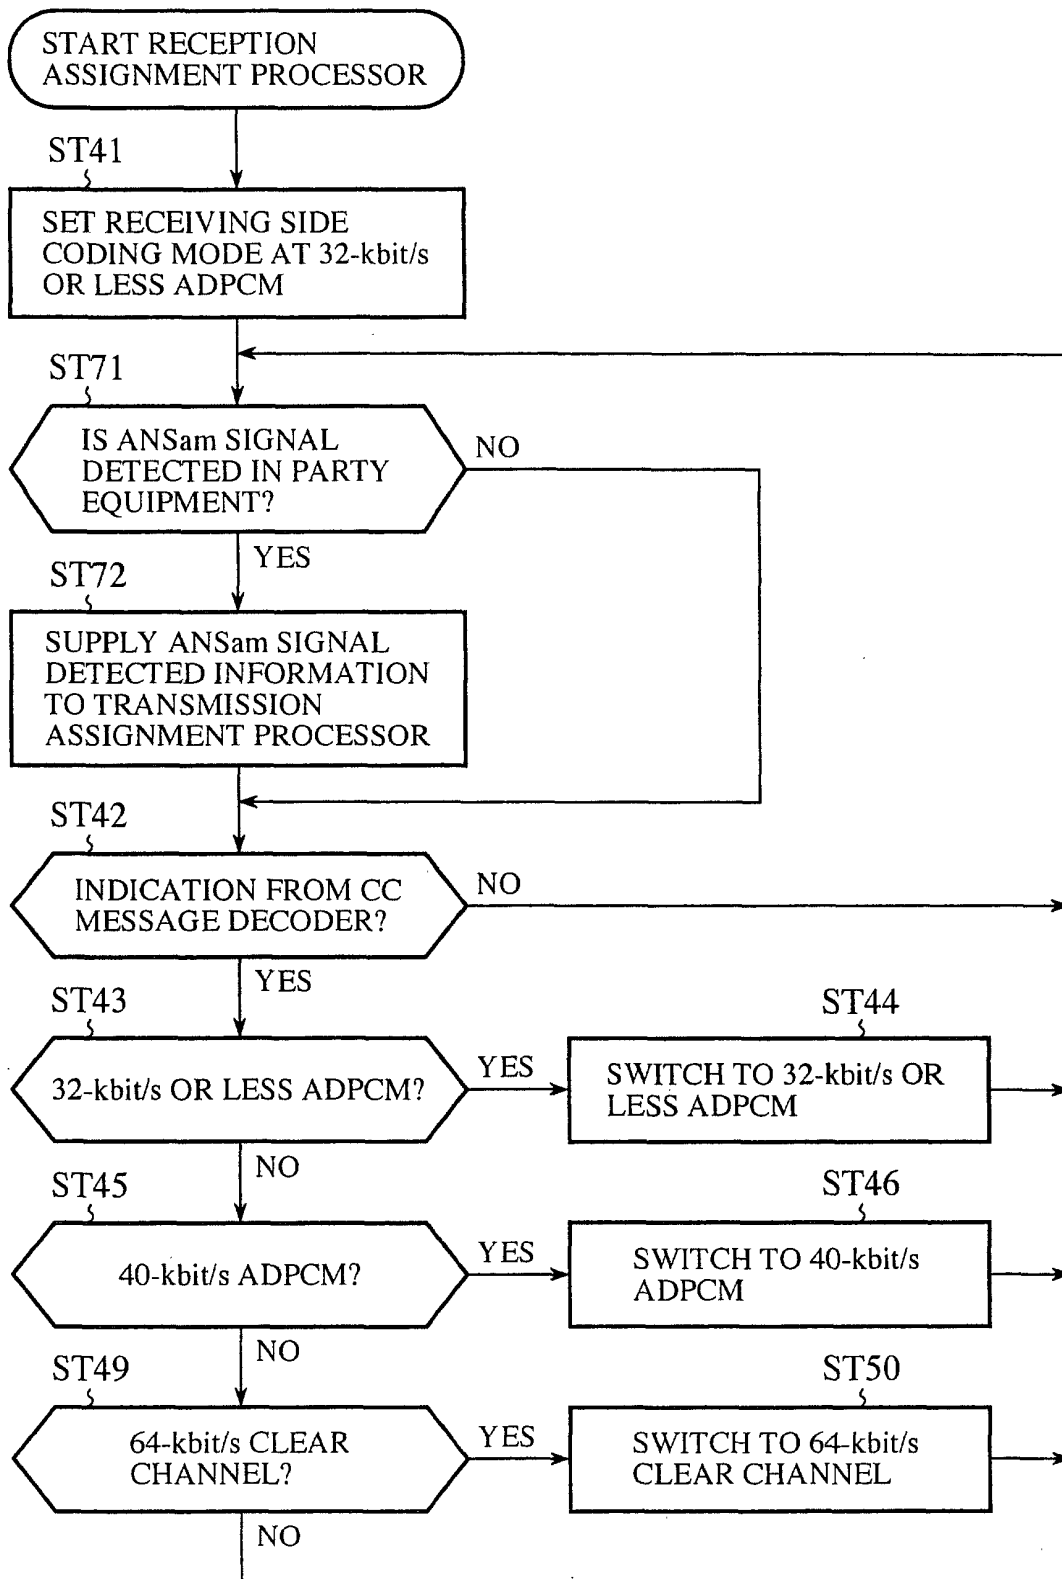 START RECEPTION
ASSIGNMENT PROCESSOR
ST41
SET RECEIVING SIDE
CODING MODE AT 32-kbit/s
OR LESS ADPCM
ST71
IS ANSam SIGNAL
DETECTED IN PARTY
EQUIPMENT?
NO
YES
ST72
SUPPLY ANSam SIGNAL
DETECTED INFORMATION
TO TRANSMISSION
ASSIGNMENT PROCESSOR
ST42
INDICATION FROM CC
MESSAGE DECODER?
NO
YES
ST43
32-kbit/s OR LESS ADPCM?
YES
ST44
SWITCH TO 32-kbit/s OR
LESS ADPCM
NO
ST45
40-kbit/s ADPCM?
YES
ST46
SWITCH TO 40-kbit/s
ADPCM
NO
ST49
64-kbit/s CLEAR
CHANNEL?
YES
ST50
SWITCH TO 64-kbit/s
CLEAR CHANNEL
NO